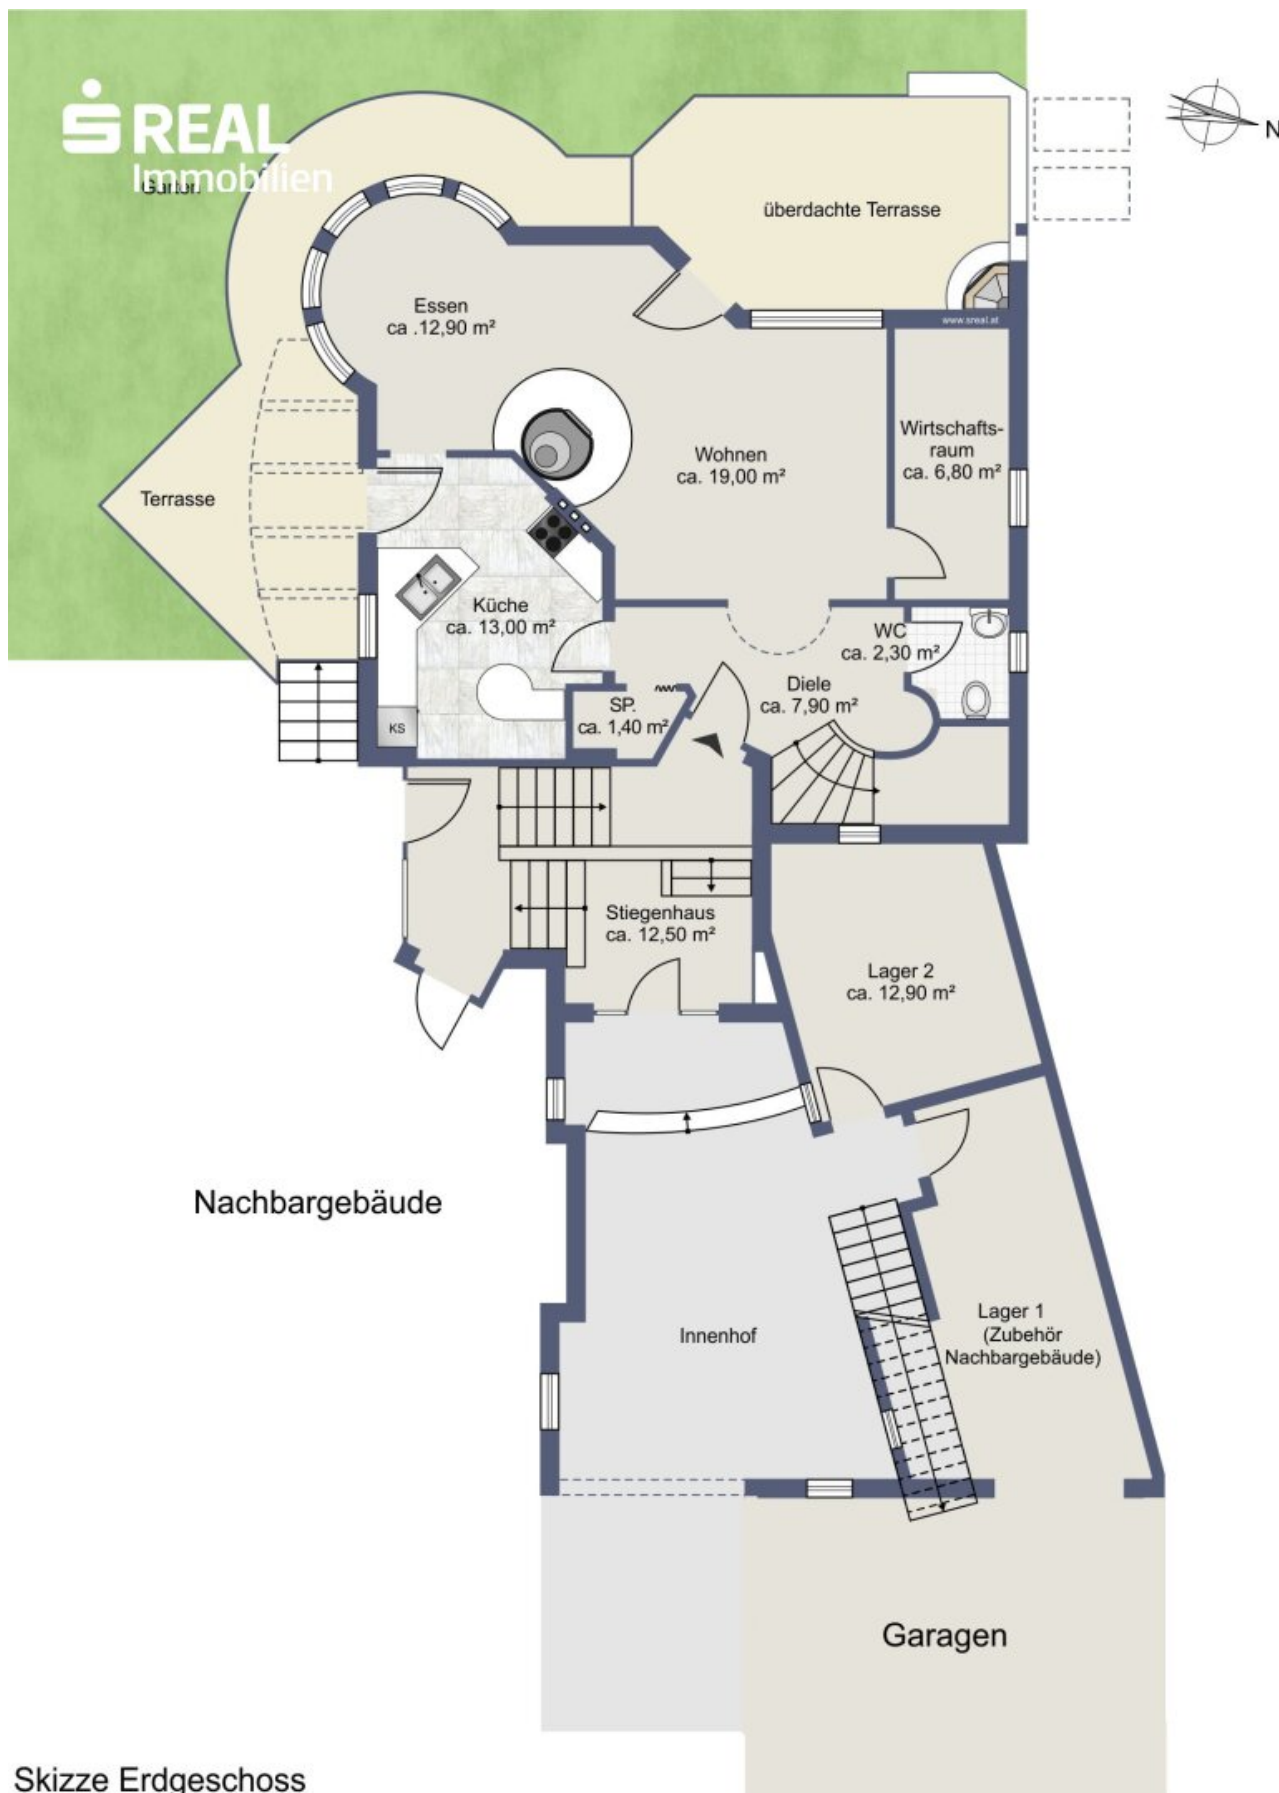 S REAL
Immobilien
Garten
N
überdachte Terrasse
www.sreal.at
Essen
ca .12,90 m²
Wirtschafts-
raum
ca. 6,80 m²
Wohnen
ca. 19,00 m²
Terrasse
Küche
ca. 13,00 m²
WC
ca. 2,30 m²
Diele
ca. 7,90 m²
SP.
ca. 1,40 m²
KS
Stiegenhaus
ca. 12,50 m²
Lager 2
ca. 12,90 m²
Nachbargebäude
Innenhof
Lager 1
(Zubehör
Nachbargebäude)
Garagen
Skizze Erdgeschoss